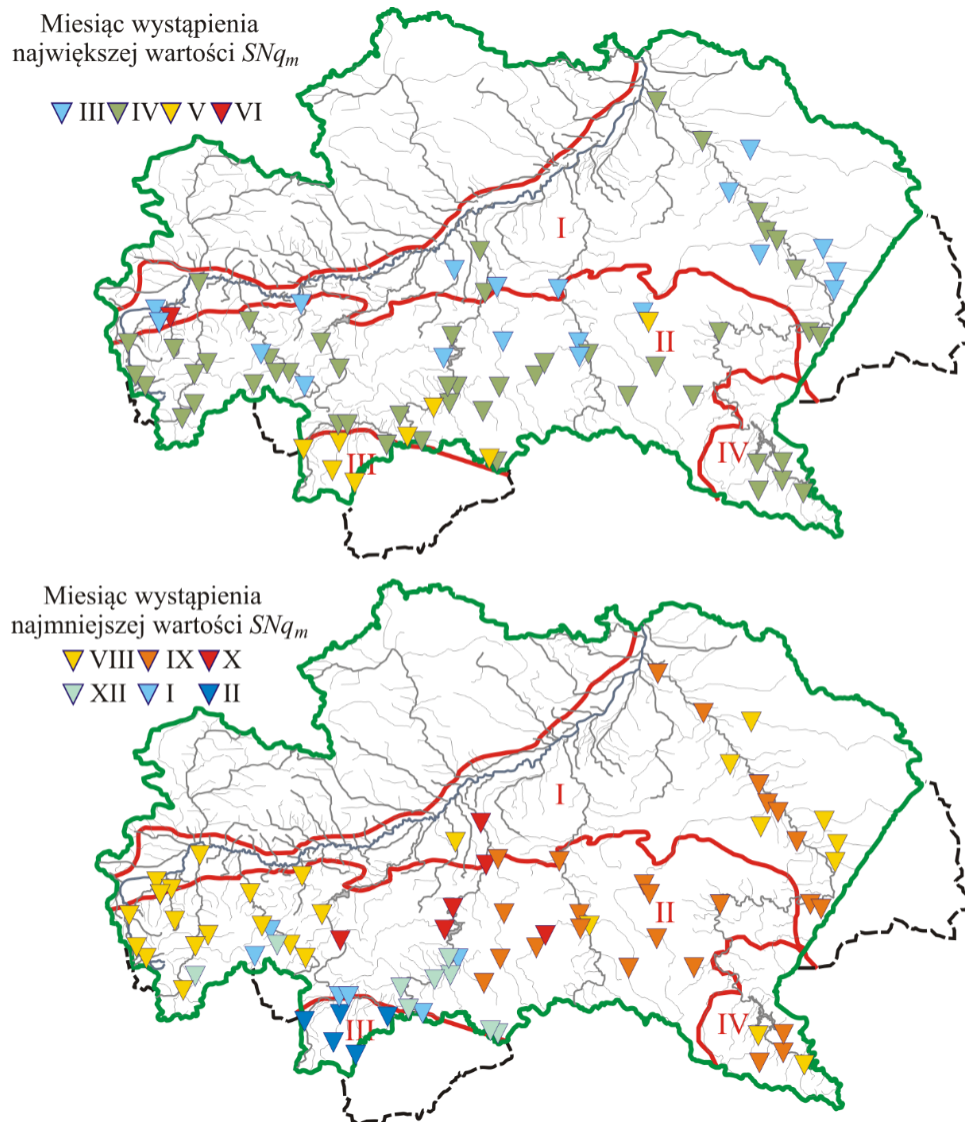 Miesiąc wystąpienia
największej wartości SNqm
III IV V VI
I
II
III
IV
Miesiąc wystąpienia
najmniejszej wartości SNqm
VIII IX X
XII I II
I
II
III
IV